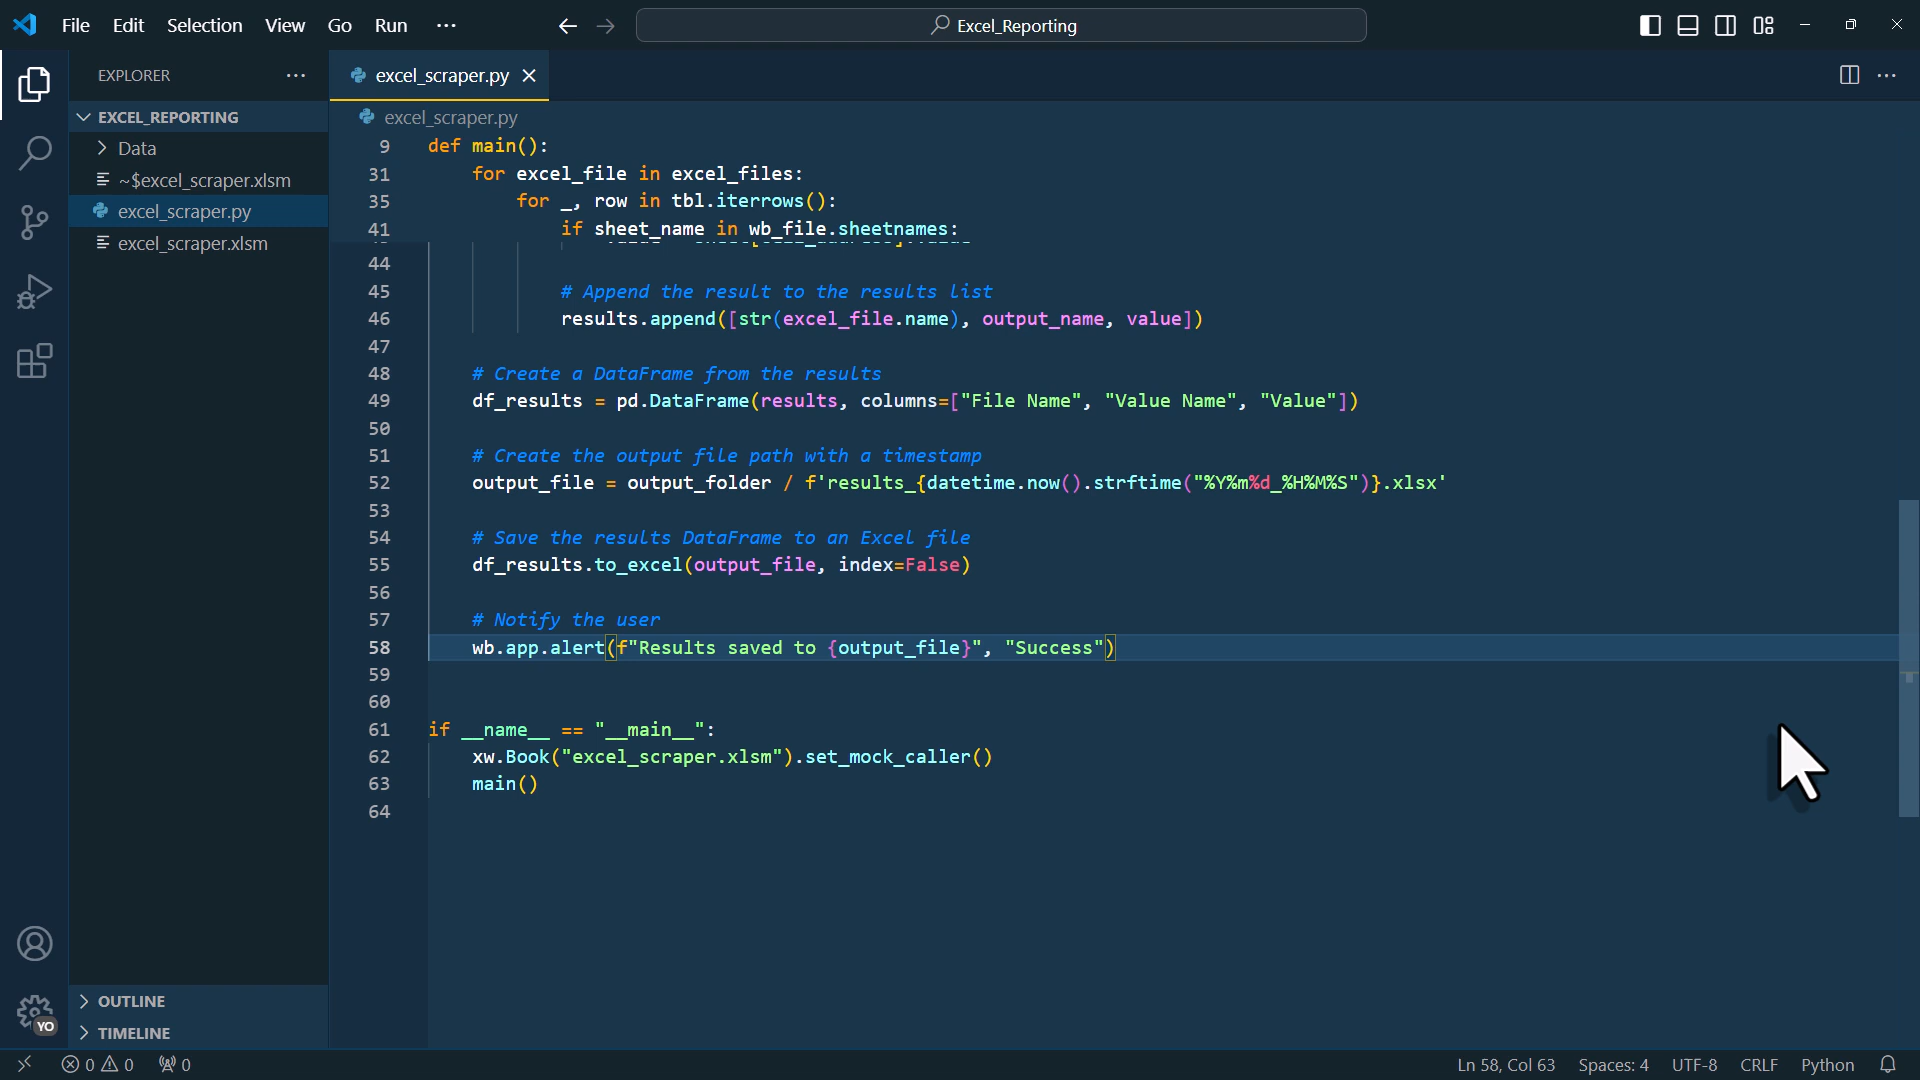 File Edit Selection View Go Run ···
Excel_Reporting
EXPLORER ···
EXCEL_REPORTING
Data
~$excel_scraper.xlsm
excel_scraper.py
excel_scraper.xlsm
OUTLINE
TIMELINE
YO
excel_scraper.py
excel_scraper.py
9 def main():
31 for excel_file in excel_files:
35 for _, row in tbl.iterrows():
41 if sheet_name in wb_file.sheetnames:
44
45 # Append the result to the results list
46 results.append([str(excel_file.name), output_name, value])
47
48 # Create a DataFrame from the results
49 df_results = pd.DataFrame(results, columns=["File Name", "Value Name", "Value"])
50
51 # Create the output file path with a timestamp
52 output_file = output_folder / f'results_{datetime.now().strftime("%Y%m%d_%H%M%S")}.xlsx'
53
54 # Save the results DataFrame to an Excel file
55 df_results.to_excel(output_file, index=False)
56
57 # Notify the user
58 wb.app.alert(f"Results saved to {output_file}", "Success")
59
60
61 if __name__ == "__main__":
62 xw.Book("excel_scraper.xlsm").set_mock_caller()
63 main()
64
0 0 0
Ln 58, Col 63 Spaces: 4 UTF-8 CRLF Python